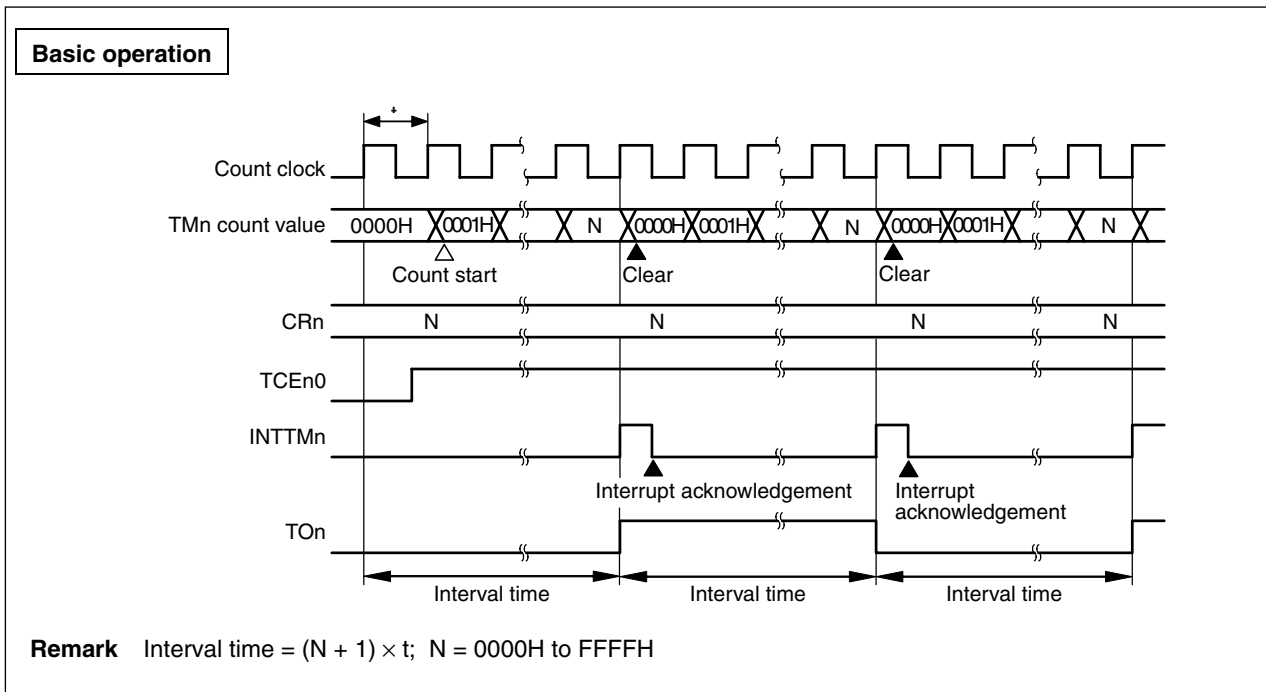 Basic operation
Count clock
TMn count value 0000H 0001H N 0000H 0001H N 0000H 0001H N
Count start Clear Clear
CRn N N N N
TCEn0
INTTMn
Interrupt acknowledgement Interrupt acknowledgement
TOn
Interval time Interval time Interval time
Remark Interval time = (N + 1) × t; N = 0000H to FFFFH